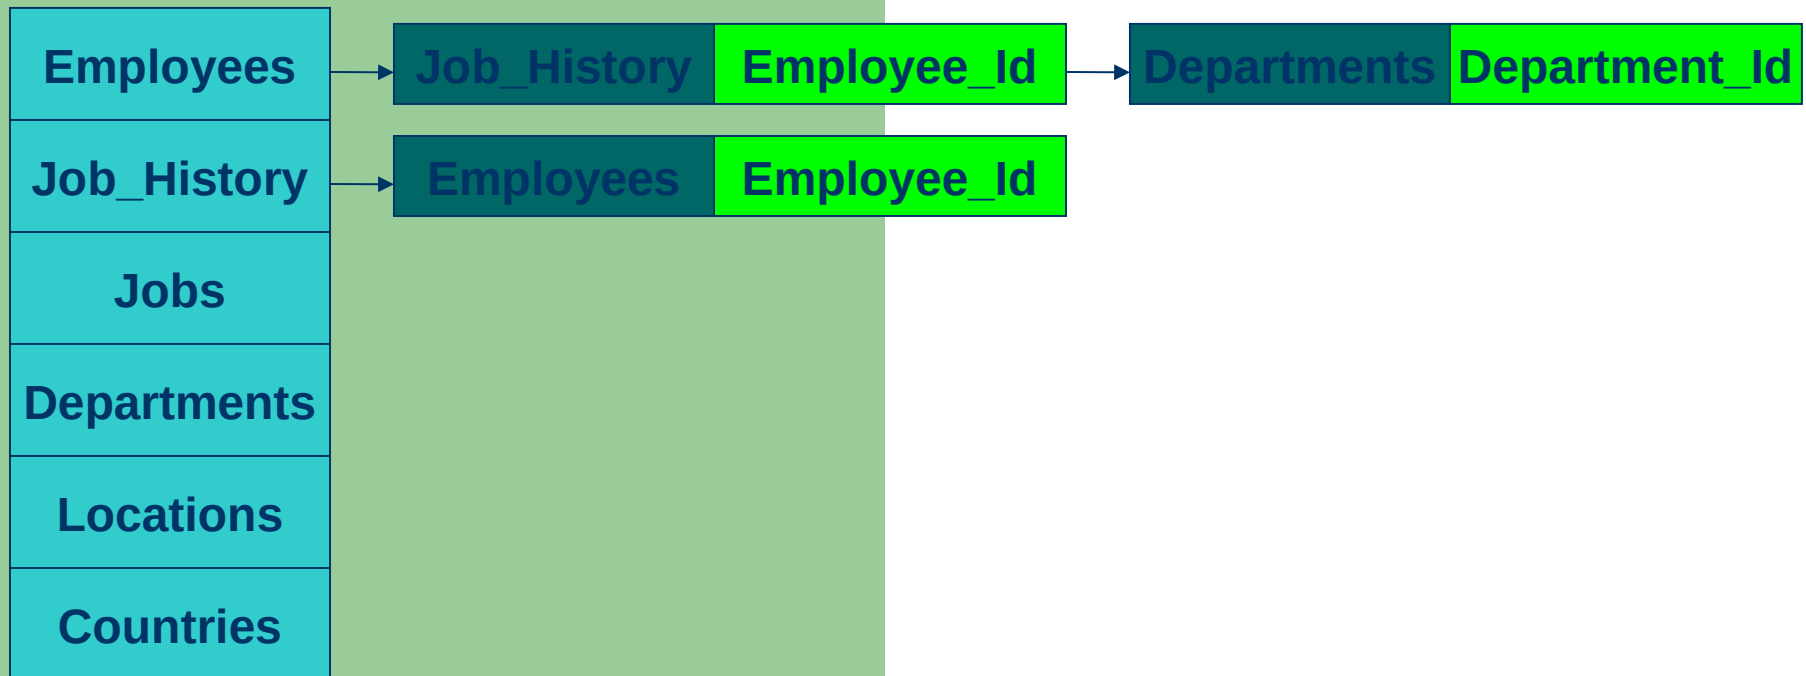 Employees Job_History Employee_Id Departments Department_Id
Job_History Employees Employee_Id
Jobs
Departments
Locations
Countries